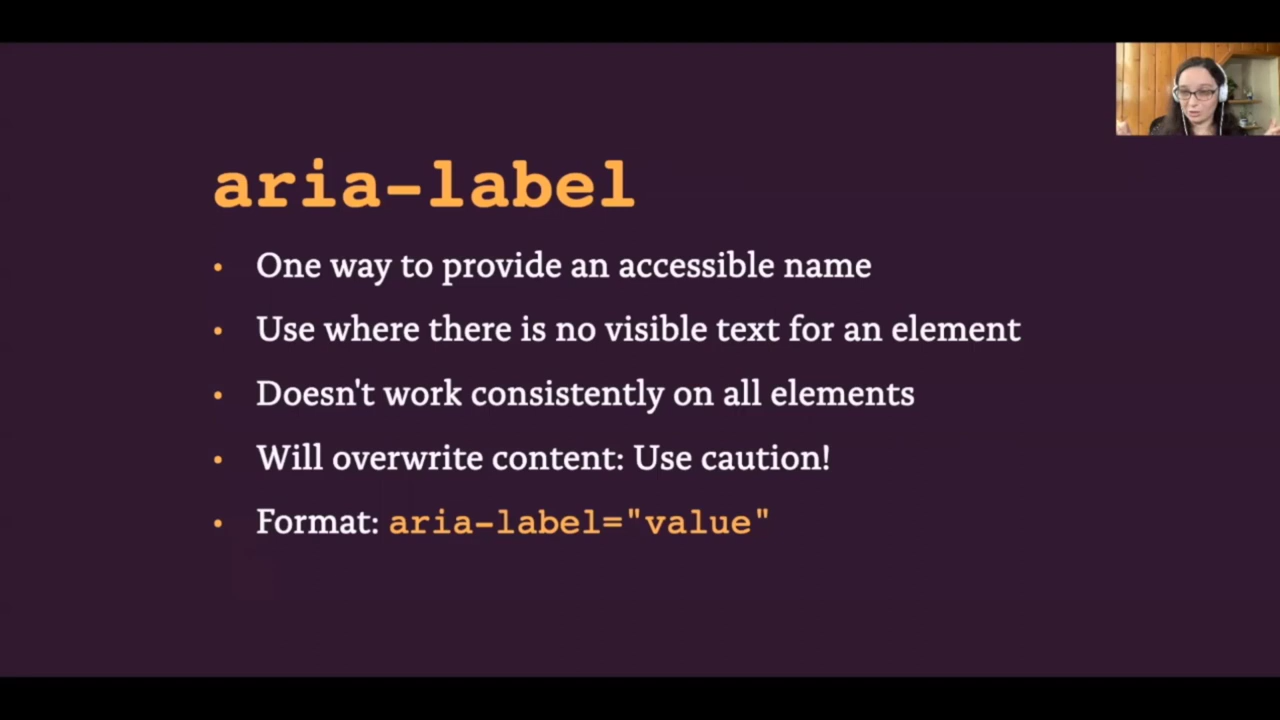 aria-label
• One way to provide an accessible name
• Use where there is no visible text for an element
• Doesn't work consistently on all elements
• Will overwrite content: Use caution!
• Format: aria-label="value"